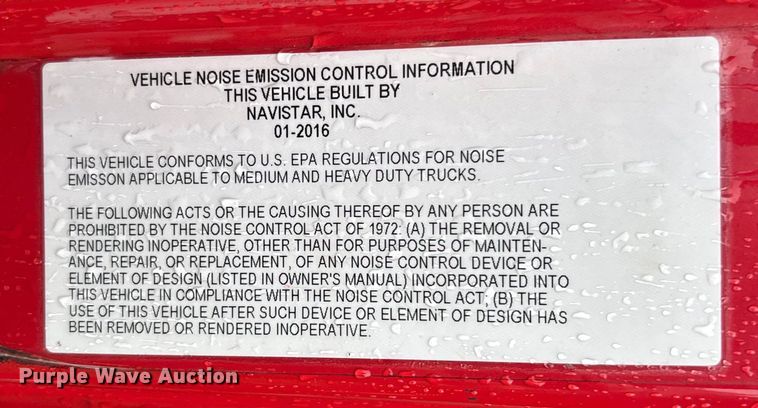 VEHICLE NOISE EMISSION CONTROL INFORMATION
THIS VEHICLE BUILT BY
NAVISTAR, INC.
01-2016
THIS VEHICLE CONFORMS TO U.S. EPA REGULATIONS FOR NOISE
EMISSON APPLICABLE TO MEDIUM AND HEAVY DUTY TRUCKS.
THE FOLLOWING ACTS OR THE CAUSING THEREOF BY ANY PERSON ARE
PROHIBITED BY THE NOISE CONTROL ACT OF 1972: (A) THE REMOVAL OR
RENDERING INOPERATIVE, OTHER THAN FOR PURPOSES OF MAINTEN-
ANCE, REPAIR, OR REPLACEMENT, OF ANY NOISE CONTROL DEVICE OR
ELEMENT OF DESIGN (LISTED IN OWNER'S MANUAL) INCORPORATED INTO
THIS VEHICLE IN COMPLIANCE WITH THE NOISE CONTROL ACT; (B) THE
USE OF THIS VEHICLE AFTER SUCH DEVICE OR ELEMENT OF DESIGN HAS
BEEN REMOVED OR RENDERED INOPERATIVE.
Purple Wave Auction